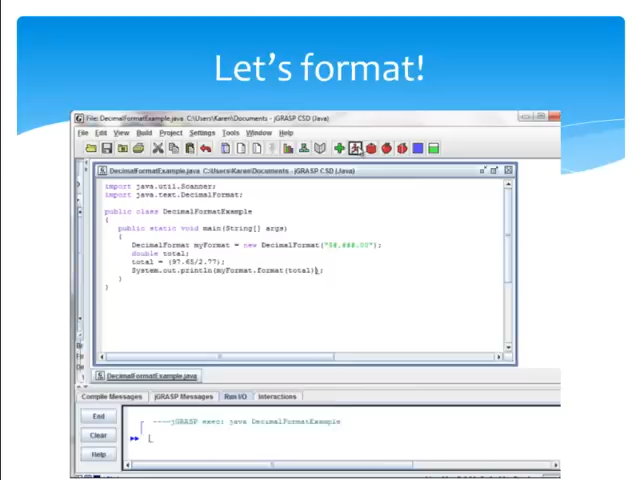 Let's format!
File: DecimalFormatExample.java C:\Users\Karen\Documents - jGRASP CSD (Java)
File Edit View Build Project Settings Tools Window Help
DecimalFormatExample.java C:\Users\Karen\Documents - jGRASP CSD (Java)
import java.util.Scanner;
import java.text.DecimalFormat;
public class DecimalFormatExample
{
public static void main(String[] args)
{
DecimalFormat myFormat = new DecimalFormat("$#,###.00");
double total;
total = (97.65/2.77);
System.out.println(myFormat.format(total));
}
}
DecimalFormatExample.java
Compile Messages jGRASP Messages Run I/O Interactions
End
Clear
Help
----jGRASP exec: java DecimalFormatExample